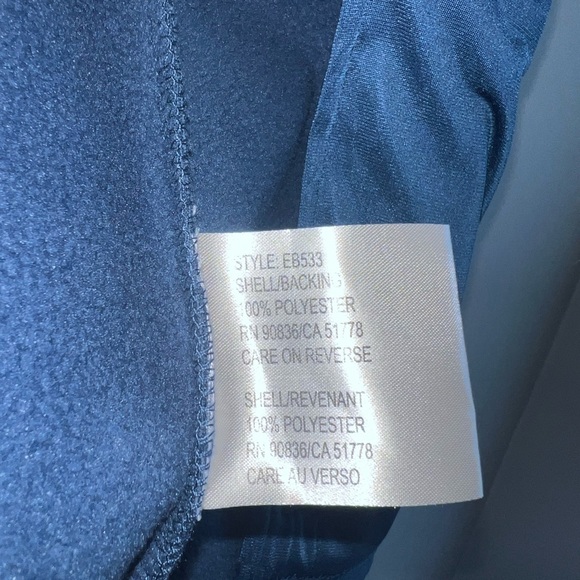 STYLE: EB533
SHELL/BACKING
100% POLYESTER
RN 90836/CA 51778
CARE ON REVERSE
SHELL/REVENANT
100% POLYESTER
RN 90836/CA 51778
CARE AU VERSO